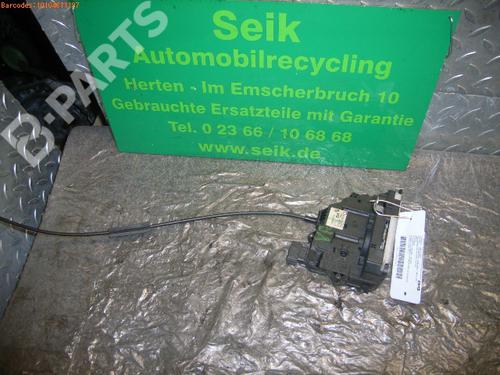 Barcodes:10104611197
B-PARTS
Seik
Automobilrecycling
Herten - Im Emscherbruch 10
Gebrauchte Ersatzteile mit Garantie
Tel. 0 23 66 / 10 68 68
www.seik.de